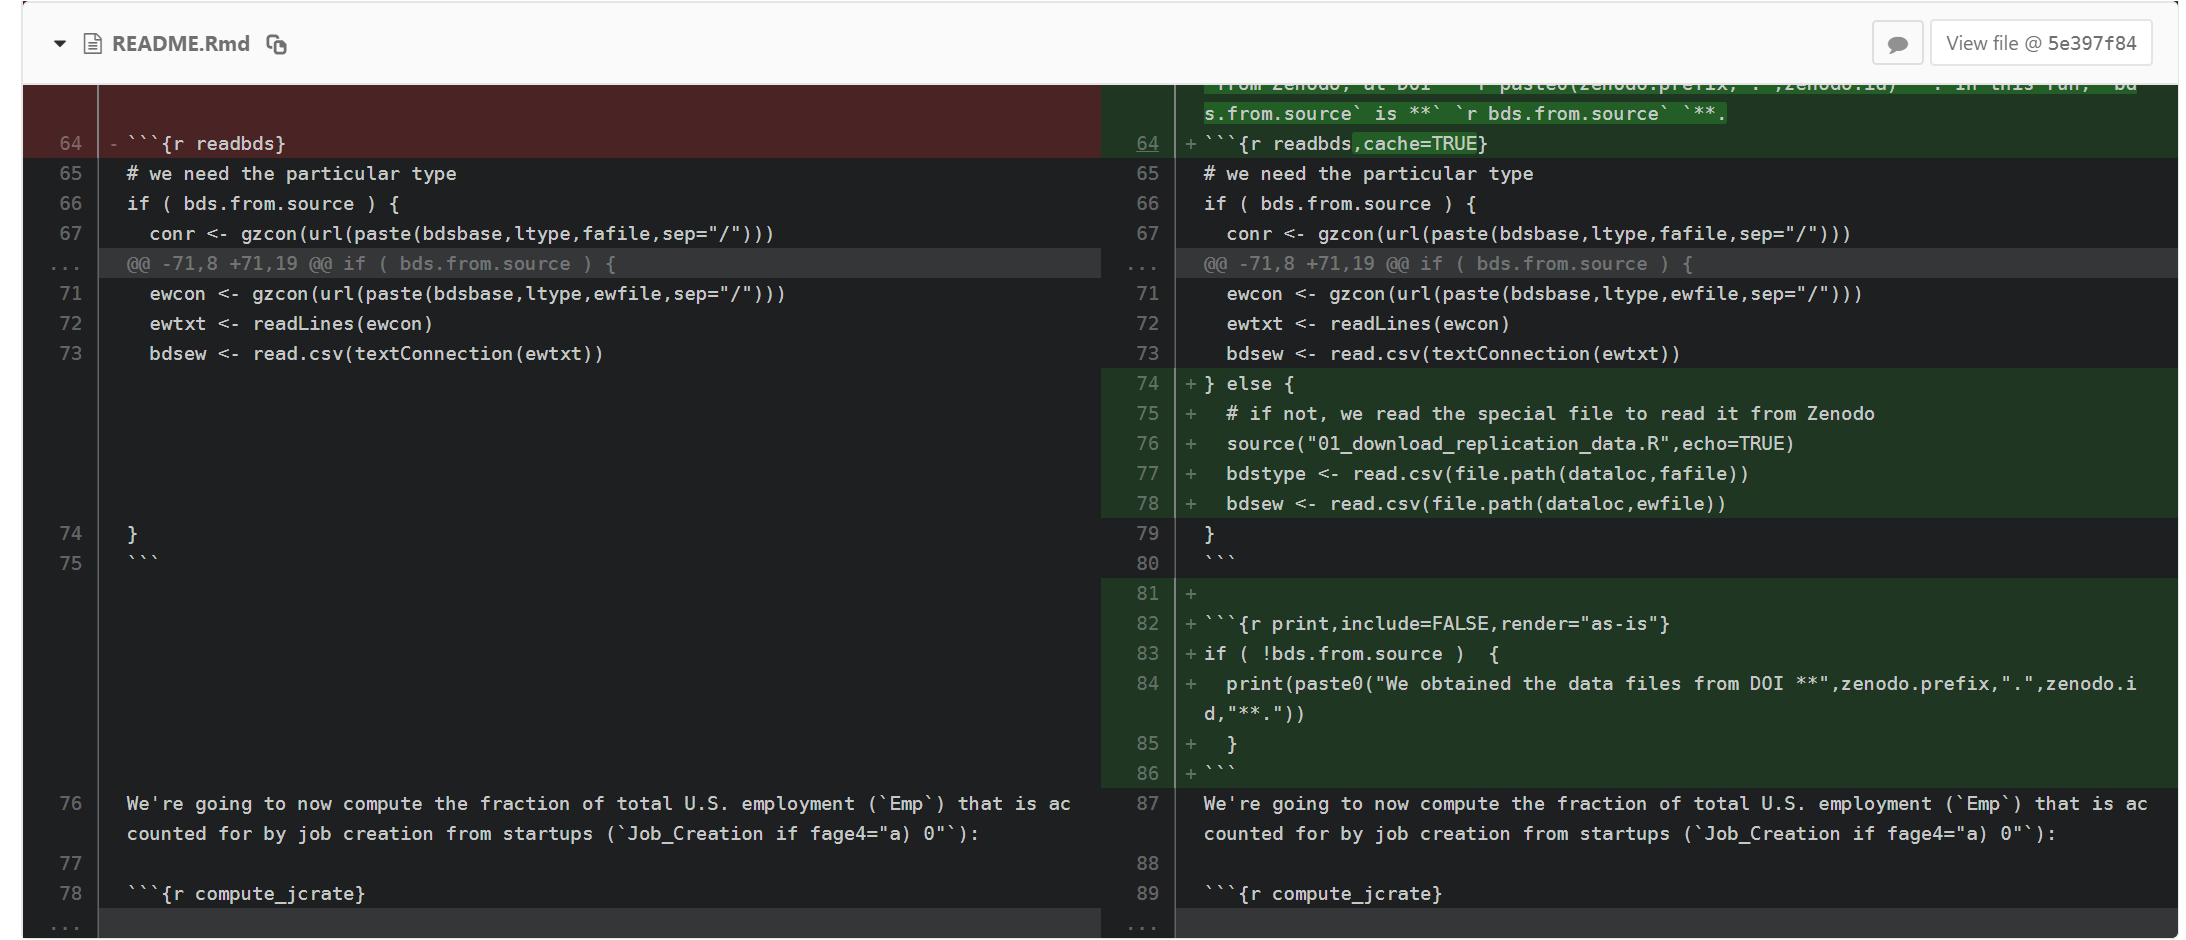 README.Rmd
View file @ 5e397f84
64 - ```{r readbds}
65 # we need the particular type
66 if ( bds.from.source ) {
67 conr <- gzcon(url(paste(bdsbase,ltype,fafile,sep="/")))
... @@ -71,8 +71,19 @@ if ( bds.from.source ) {
71 ewcon <- gzcon(url(paste(bdsbase,ltype,ewfile,sep="/")))
72 ewtxt <- readLines(ewcon)
73 bdsew <- read.csv(textConnection(ewtxt))
74 }
75 ```
76 We're going to now compute the fraction of total U.S. employment (`Emp`) that is ac
counted for by job creation from startups (`Job_Creation if fage4="a) 0"`):
77
78 ```{r compute_jcrate}
...
s.from.source` is **` `r bds.from.source` `**.
64 + ```{r readbds,cache=TRUE}
65 # we need the particular type
66 if ( bds.from.source ) {
67 conr <- gzcon(url(paste(bdsbase,ltype,fafile,sep="/")))
... @@ -71,8 +71,19 @@ if ( bds.from.source ) {
71 ewcon <- gzcon(url(paste(bdsbase,ltype,ewfile,sep="/")))
72 ewtxt <- readLines(ewcon)
73 bdsew <- read.csv(textConnection(ewtxt))
74 + } else {
75 + # if not, we read the special file to read it from Zenodo
76 + source("01_download_replication_data.R",echo=TRUE)
77 + bdstype <- read.csv(file.path(dataloc,fafile))
78 + bdsew <- read.csv(file.path(dataloc,ewfile))
79 }
80 ```
81 +
82 + ```{r print,include=FALSE,render="as-is"}
83 + if ( !bds.from.source )  {
84 + print(paste0("We obtained the data files from DOI **",zenodo.prefix,".",zenodo.i
d,"**."))
85 + }
86 + ```
87 We're going to now compute the fraction of total U.S. employment (`Emp`) that is ac
counted for by job creation from startups (`Job_Creation if fage4="a) 0"`):
88
89 ```{r compute_jcrate}
...